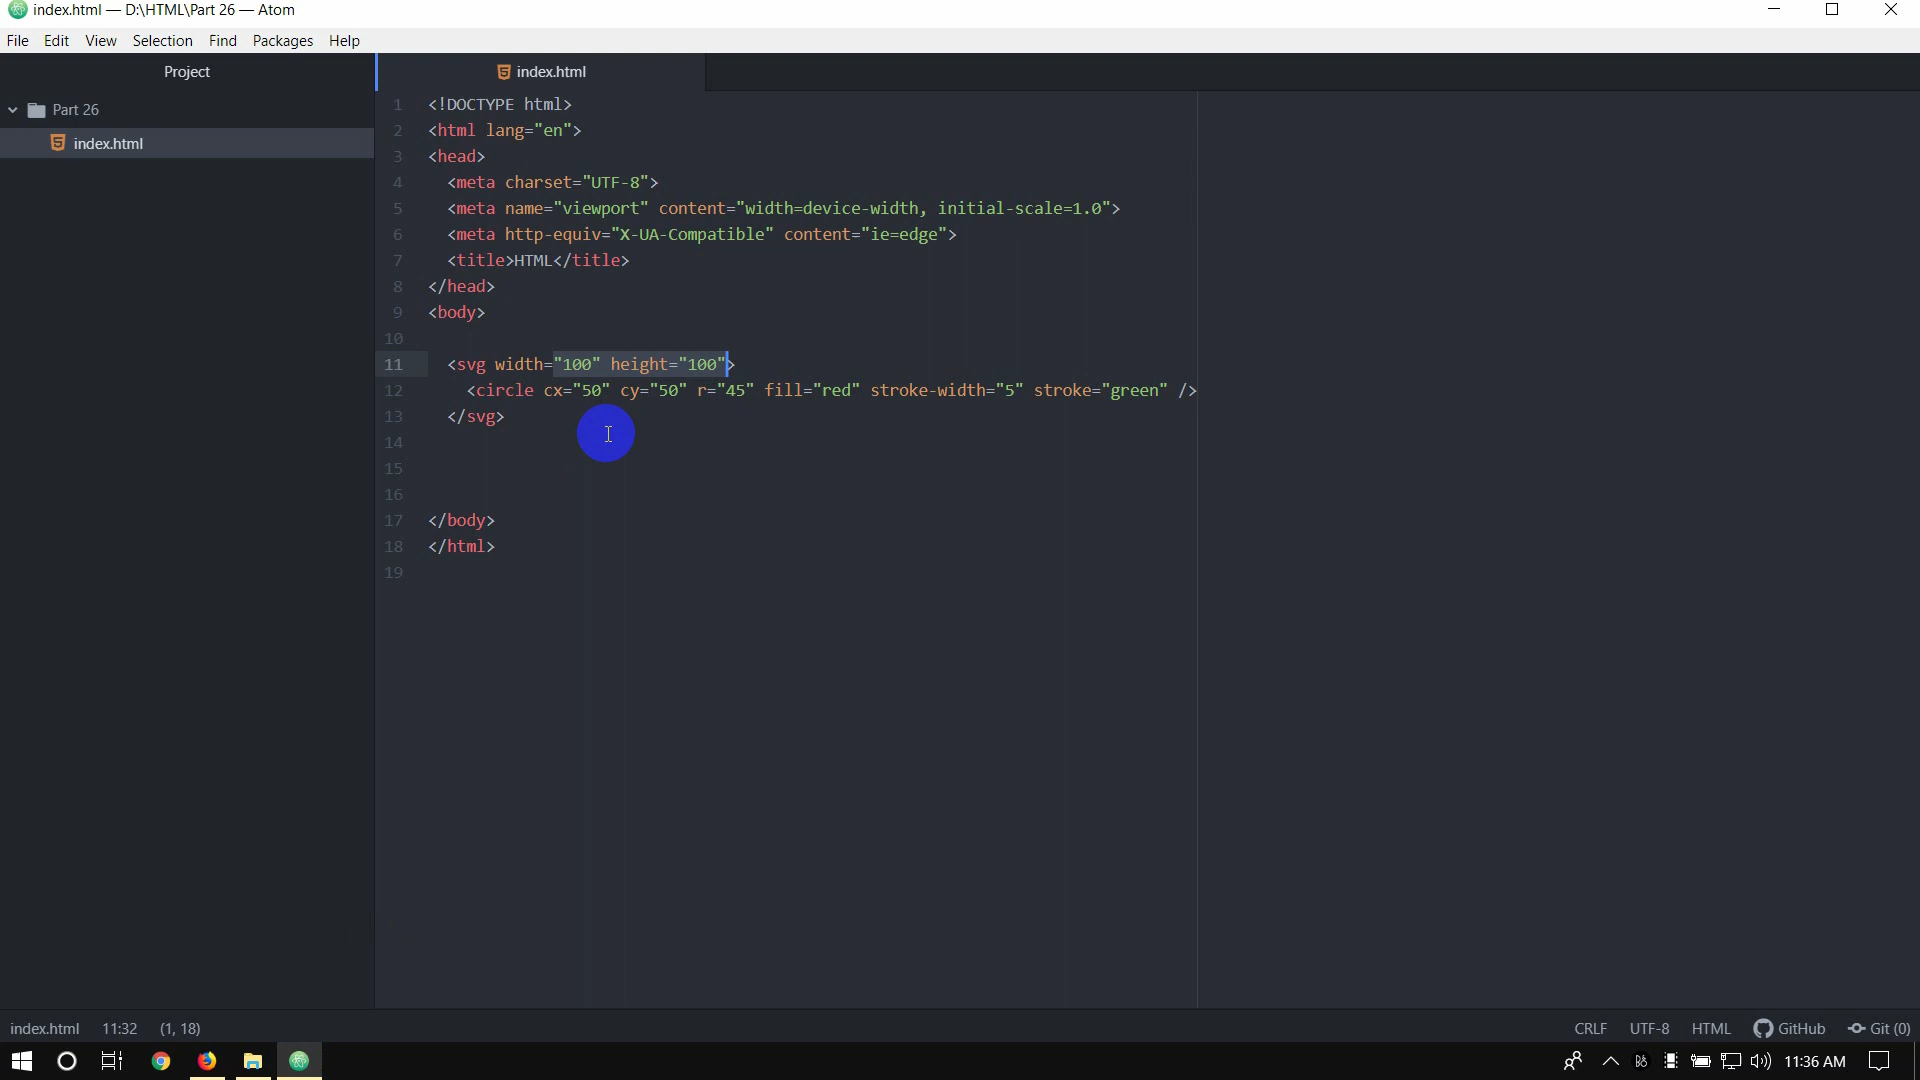 index.html — D:\HTML\Part 26 — Atom
File Edit View Selection Find Packages Help
Project
index.html
Part 26
index.html
1 <!DOCTYPE html>
2 <html lang="en">
3 <head>
4 <meta charset="UTF-8">
5 <meta name="viewport" content="width=device-width, initial-scale=1.0">
6 <meta http-equiv="X-UA-Compatible" content="ie=edge">
7 <title>HTML</title>
8 </head>
9 <body>
10
11 <svg width="100" height="100">
12 <circle cx="50" cy="50" r="45" fill="red" stroke-width="5" stroke="green" />
13 </svg>
14
15
16
17 </body>
18 </html>
19
index.html 11:32 (1, 18) CRLF UTF-8 HTML GitHub Git (0)
11:36 AM